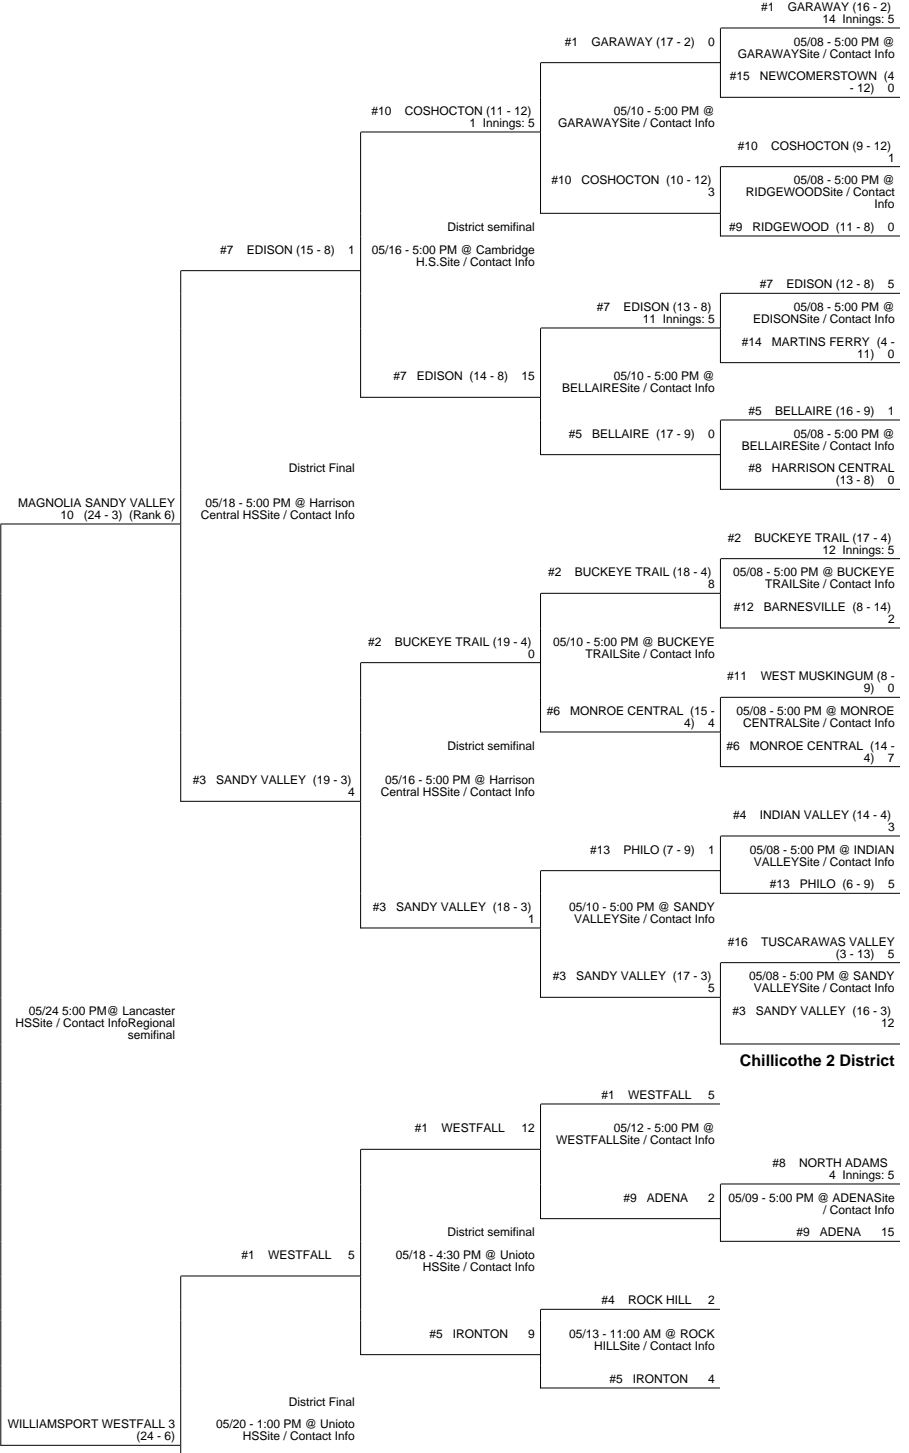 #1 GARAWAY (16 - 2)
14 Innings: 5
#1 GARAWAY (17 - 2) 0
05/08 - 5:00 PM @
GARAWAYSite / Contact Info
#15 NEWCOMERSTOWN (4
- 12) 0
#10 COSHOCTON (11 - 12)
1 Innings: 5
05/10 - 5:00 PM @
GARAWAYSite / Contact Info
#10 COSHOCTON (9 - 12)
1
#10 COSHOCTON (10 - 12)
3
05/08 - 5:00 PM @
RIDGEWOODSite / Contact
Info
#9 RIDGEWOOD (11 - 8) 0
District semifinal
05/16 - 5:00 PM @ Cambridge
H.S.Site / Contact Info
#7 EDISON (15 - 8) 1
#7 EDISON (12 - 8) 5
#7 EDISON (13 - 8)
11 Innings: 5
05/08 - 5:00 PM @
EDISONSite / Contact Info
#14 MARTINS FERRY (4 -
11) 0
#7 EDISON (14 - 8) 15
05/10 - 5:00 PM @
BELLAIRESite / Contact Info
#5 BELLAIRE (16 - 9) 1
#5 BELLAIRE (17 - 9) 0
05/08 - 5:00 PM @
BELLAIRESite / Contact Info
#8 HARRISON CENTRAL
(13 - 8) 0
District Final
05/18 - 5:00 PM @ Harrison
Central HSSite / Contact Info
MAGNOLIA SANDY VALLEY
10 (24 - 3) (Rank 6)
#2 BUCKEYE TRAIL (17 - 4)
12 Innings: 5
#2 BUCKEYE TRAIL (18 - 4)
8
05/08 - 5:00 PM @ BUCKEYE
TRAILSite / Contact Info
#12 BARNESVILLE (8 - 14)
2
#2 BUCKEYE TRAIL (19 - 4)
0
05/10 - 5:00 PM @ BUCKEYE
TRAILSite / Contact Info
#11 WEST MUSKINGUM (8 -
9) 0
#6 MONROE CENTRAL (15 -
4) 4
05/08 - 5:00 PM @ MONROE
CENTRALSite / Contact Info
#6 MONROE CENTRAL (14 -
4) 7
District semifinal
05/16 - 5:00 PM @ Harrison
Central HSSite / Contact Info
#3 SANDY VALLEY (19 - 3)
4
#4 INDIAN VALLEY (14 - 4)
3
#13 PHILO (7 - 9) 1
05/08 - 5:00 PM @ INDIAN
VALLEYSite / Contact Info
#13 PHILO (6 - 9) 5
#3 SANDY VALLEY (18 - 3)
1
05/10 - 5:00 PM @ SANDY
VALLEYSite / Contact Info
#16 TUSCARAWAS VALLEY
(3 - 13) 5
#3 SANDY VALLEY (17 - 3)
5
05/08 - 5:00 PM @ SANDY
VALLEYSite / Contact Info
#3 SANDY VALLEY (16 - 3)
12
05/24 5:00 PM@ Lancaster
HSSite / Contact InfoRegional
semifinal
Chillicothe 2 District
#1 WESTFALL 5
#1 WESTFALL 12
05/12 - 5:00 PM @
WESTFALLSite / Contact Info
#8 NORTH ADAMS
4 Innings: 5
#9 ADENA 2
05/09 - 5:00 PM @ ADENASite
/ Contact Info
#9 ADENA 15
District semifinal
05/18 - 4:30 PM @ Unioto
HSSite / Contact Info
#1 WESTFALL 5
#4 ROCK HILL 2
#5 IRONTON 9
05/13 - 11:00 AM @ ROCK
HILLSite / Contact Info
#5 IRONTON 4
District Final
05/20 - 1:00 PM @ Unioto
HSSite / Contact Info
WILLIAMSPORT WESTFALL 3
(24 - 6)